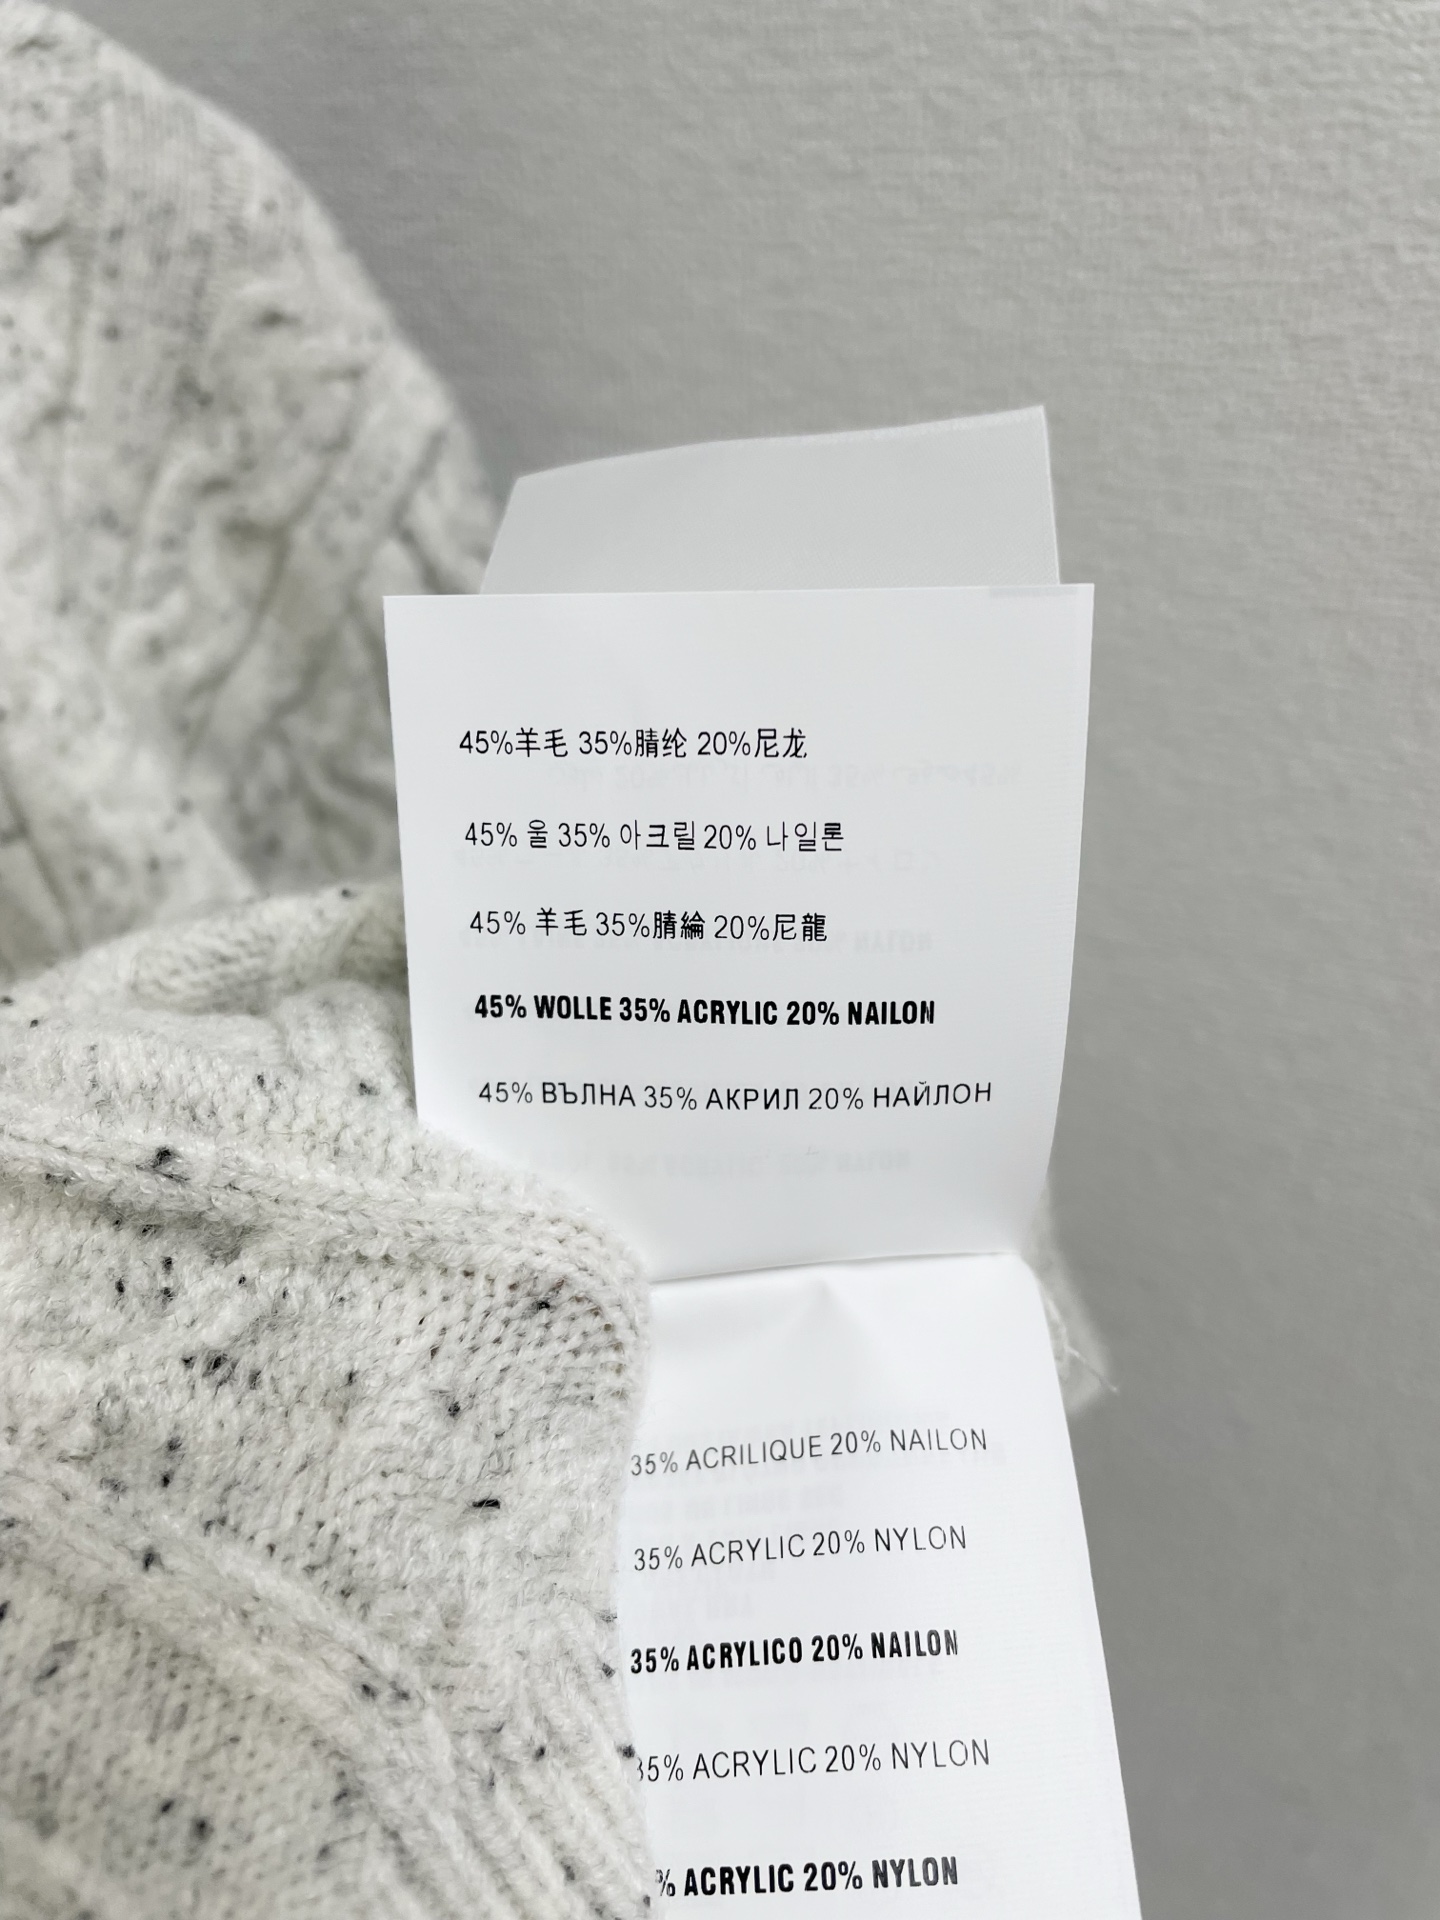 45%羊毛 35%腈纶 20%尼龙
45% 울 35% 아크릴 20% 나일론
45% 羊毛 35%腈綸 20%尼龍
45% WOLLE 35% ACRYLIC 20% NAILON
45% ВЪЛНА 35% АКРИЛ 20% НАЙЛОН
35% ACRILIQUE 20% NAILON
35% ACRYLIC 20% NYLON
35% ACRYLICO 20% NAILON
35% ACRYLIC 20% NYLON
% ACRYLIC 20% NYLON